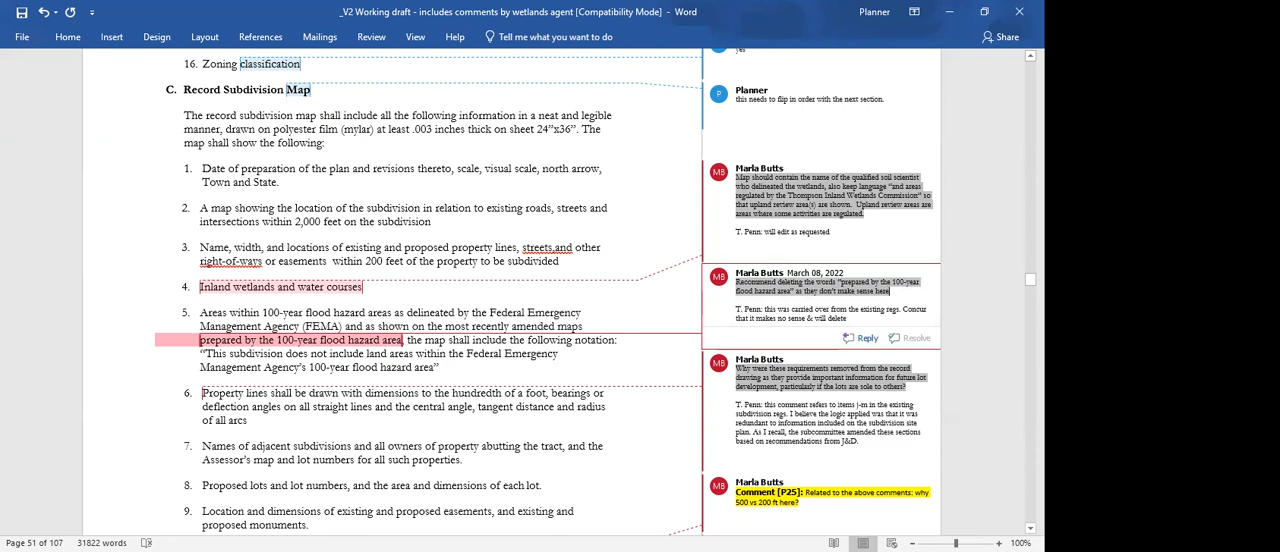 _V2 Working draft - includes comments by wetlands agent [Compatibility Mode] - Word
Planner
File
Home
Insert
Design
Layout
References
Mailings
Review
View
Help
Tell me what you want to do
Share
16. Zoning classification
C. Record Subdivision Map
The record subdivision map shall include all the following information in a neat and legible
manner, drawn on polyester film (mylar) at least .003 inches thick on sheet 24”x36”. The
map shall show the following:
1. Date of preparation of the plan and revisions thereto, scale, visual scale, north arrow,
Town and State.
2. A map showing the location of the subdivision in relation to existing roads, streets and
intersections within 2,000 feet on the subdivision
3. Name, width, and locations of existing and proposed property lines, streets,and other
right-of-ways or easements within 200 feet of the property to be subdivided
4. Inland wetlands and water courses
5. Areas within 100-year flood hazard areas as delineated by the Federal Emergency
Management Agency (FEMA) and as shown on the most recently amended maps
prepared by the 100-year flood hazard area, the map shall include the following notation:
“This subdivision does not include land areas within the Federal Emergency
Management Agency’s 100-year flood hazard area”
6. Property lines shall be drawn with dimensions to the hundredth of a foot, bearings or
deflection angles on all straight lines and the central angle, tangent distance and radius
of all arcs
7. Names of adjacent subdivisions and all owners of property abutting the tract, and the
Assessor’s map and lot numbers for all such properties.
8. Proposed lots and lot numbers, and the area and dimensions of each lot.
9. Location and dimensions of existing and proposed easements, and existing and
proposed monuments.
yes
P
Planner
this needs to flip in order with the next section.
MB
Marla Butts
Map should contain the name of the qualified soil scientist
who delineated the wetlands, also keep language “and areas
regulated by the Thompson Inland Wetlands Commission” so
that upland review area(s) are shown. Upland review areas are
areas where some activities are regulated.
T. Penn: will edit as requested
MB
Marla Butts March 08, 2022
Recommend deleting the words “prepared by the 100-year
flood hazard area” as they don’t make sense here
T. Penn: this was carried over from the existing regs. Concur
that it makes no sense & will delete
Reply
Resolve
MB
Marla Butts
Why were these requirements removed from the record
drawing as they provide important information for future lot
development, particularly if the lots are sole to others?
T. Penn: this comment refers to items j-m in the existing
subdivision regs. I believe the logic applied was that it was
redundant to information included on the subdivision site
plan. As I recall, the subcommittee amended these sections
based on recommendations from J&D.
MB
Marla Butts
Comment [P25]: Related to the above comments: why
500 vs 200 ft here?
Page 51 of 107
31822 words
100%